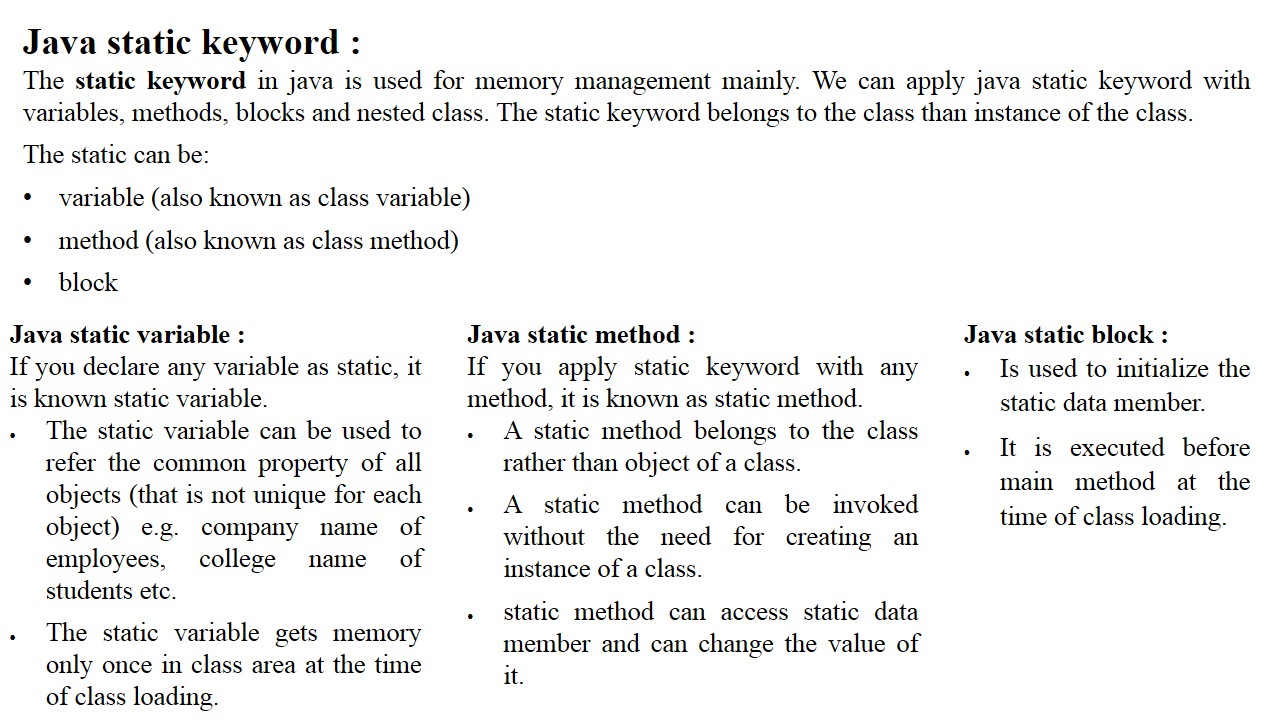 Java static keyword :
The static keyword in java is used for memory management mainly. We can apply java static keyword with
variables, methods, blocks and nested class. The static keyword belongs to the class than instance of the class.
The static can be:
• variable (also known as class variable)
• method (also known as class method)
• block
Java static variable :
If you declare any variable as static, it
is known static variable.
• The static variable can be used to
refer the common property of all
objects (that is not unique for each
object) e.g. company name of
employees, college name of
students etc.
• The static variable gets memory
only once in class area at the time
of class loading.
Java static method :
If you apply static keyword with any
method, it is known as static method.
• A static method belongs to the class
rather than object of a class.
• A static method can be invoked
without the need for creating an
instance of a class.
• static method can access static data
member and can change the value of
it.
Java static block :
• Is used to initialize the
static data member.
• It is executed before
main method at the
time of class loading.